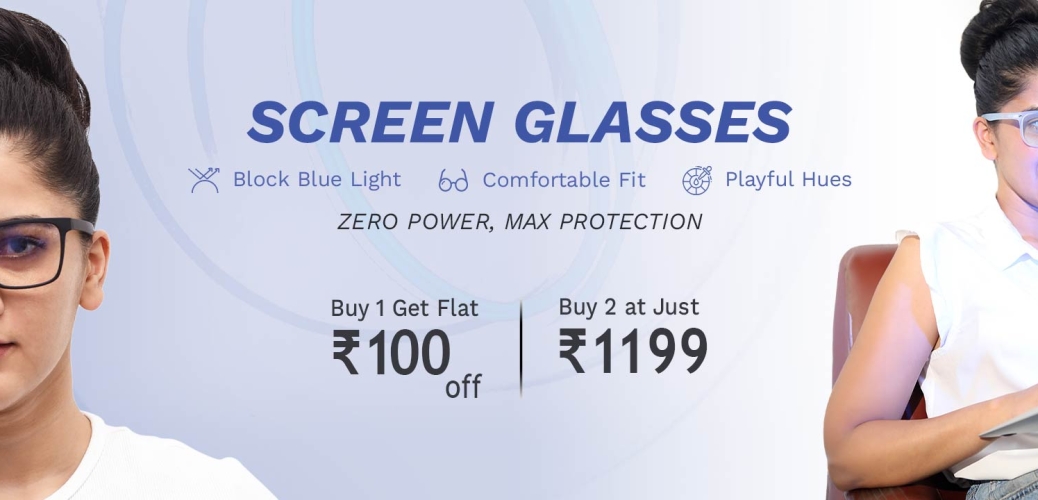 SCREEN GLASSES
Block Blue Light Comfortable Fit Playful Hues
ZERO POWER, MAX PROTECTION
Buy 1 Get Flat
₹100
off
Buy 2 at Just
₹1199